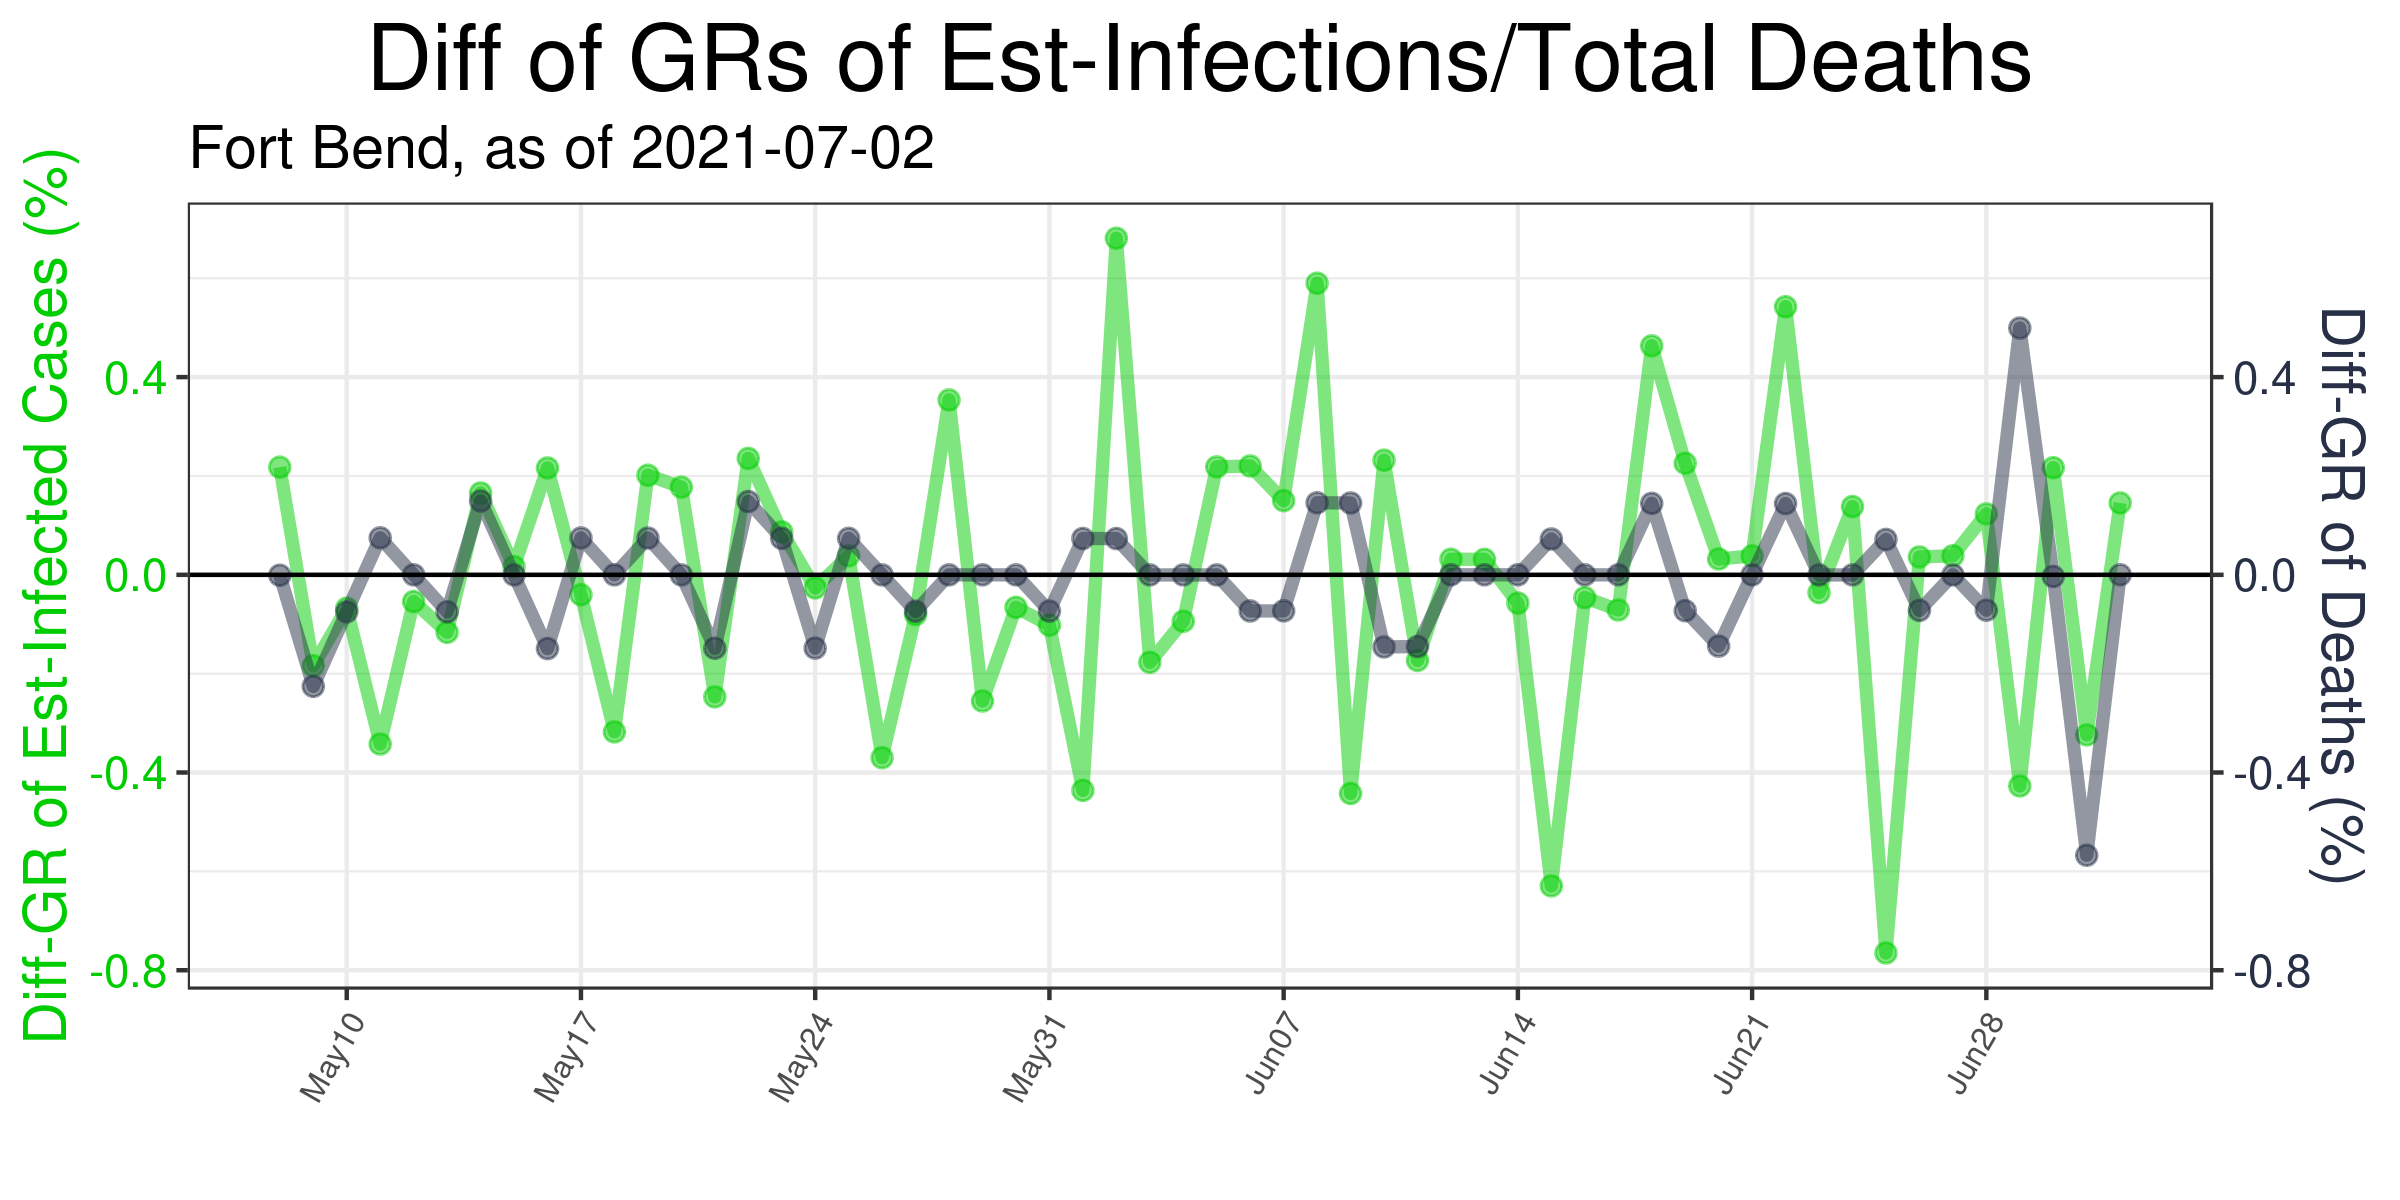 Diff of GRs of Est-Infections/Total Deaths
Fort Bend, as of 2021-07-02
Diff-GR of Est-Infected Cases (%)
0.4
0.0
-0.4
-0.8
0.4
0.0
-0.4
-0.8
Diff-GR of Deaths (%)
May10
May17
May24
May31
Jun07
Jun14
Jun21
Jun28